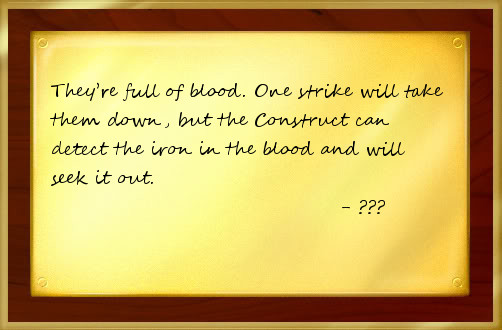 They're full of blood. One strike will take
them down, but the Construct can
detect the iron in the blood and will
seek it out.
- ???